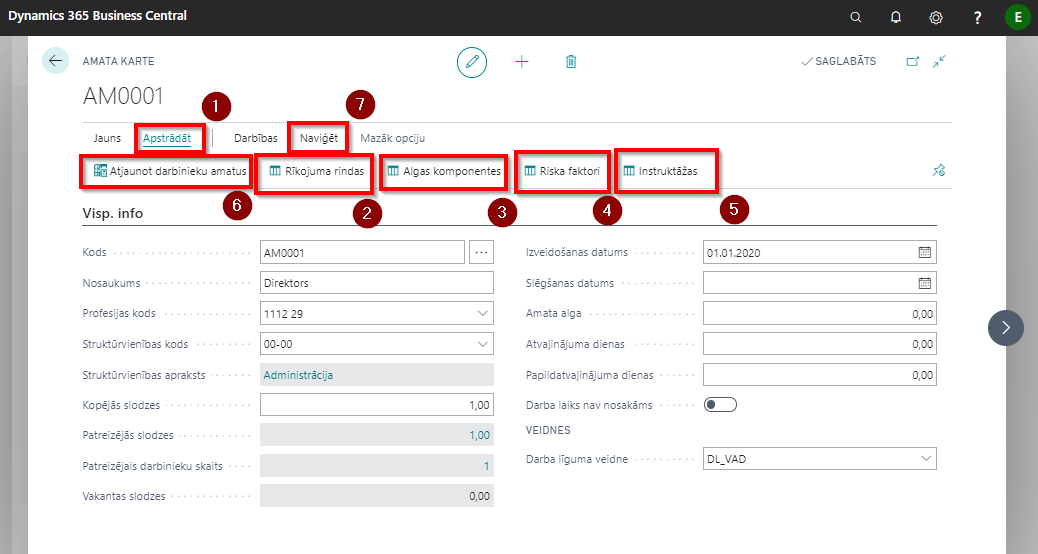 Dynamics 365 Business Central
?
E
AMATA KARTE
SAGLABĀTS
AM0001
1
7
Jauns Apstrādāt Darbības Naviģēt Mazāk opciju
Atjaunot darbinieku amatus Rīkojuma rindas Algas komponentes Riska faktori Instruktāžas
6 2 3 4 5
Visp. info
Kods AM0001 ...
Nosaukums Direktors
Profesijas kods 1112 29
Struktūrvienības kods 00-00
Struktūrvienības apraksts Administrācija
Kopējās slodzes 1,00
Patreizējās slodzes 1,00
Patreizējais darbinieku skaits 1
Vakantas slodzes 0,00
Izveidošanas datums 01.01.2020
Slēgšanas datums
Amata alga 0,00
Atvaļinājuma dienas 0,00
Papildatvaļinājuma dienas 0,00
Darba laiks nav nosakāms
VEIDNES
Darba līguma veidne DL_VAD